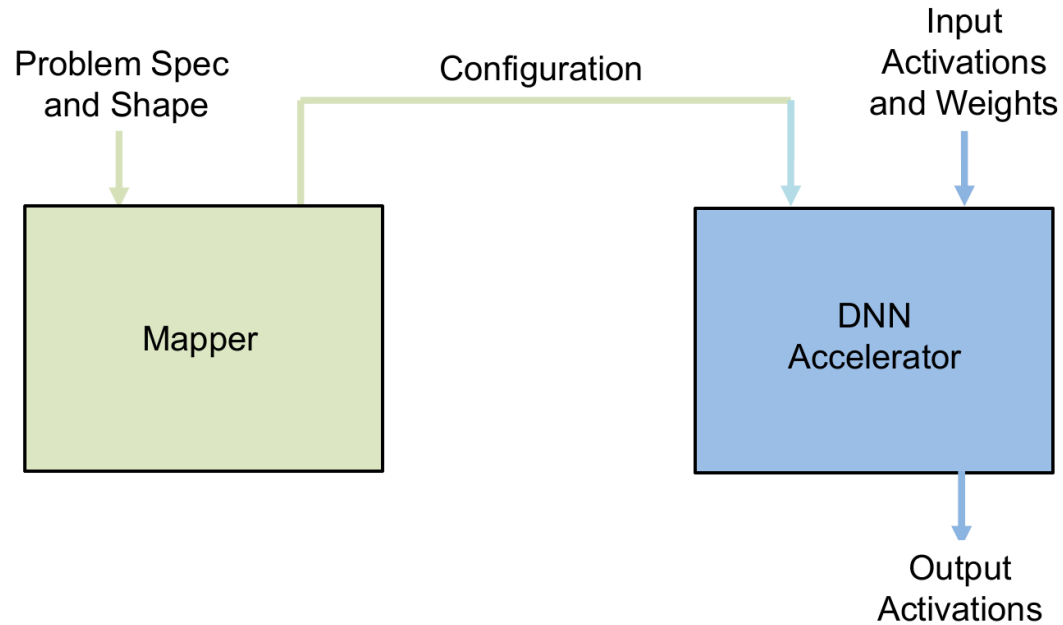 Problem Spec
and Shape
Configuration
Input
Activations
and Weights
Mapper
DNN
Accelerator
Output
Activations